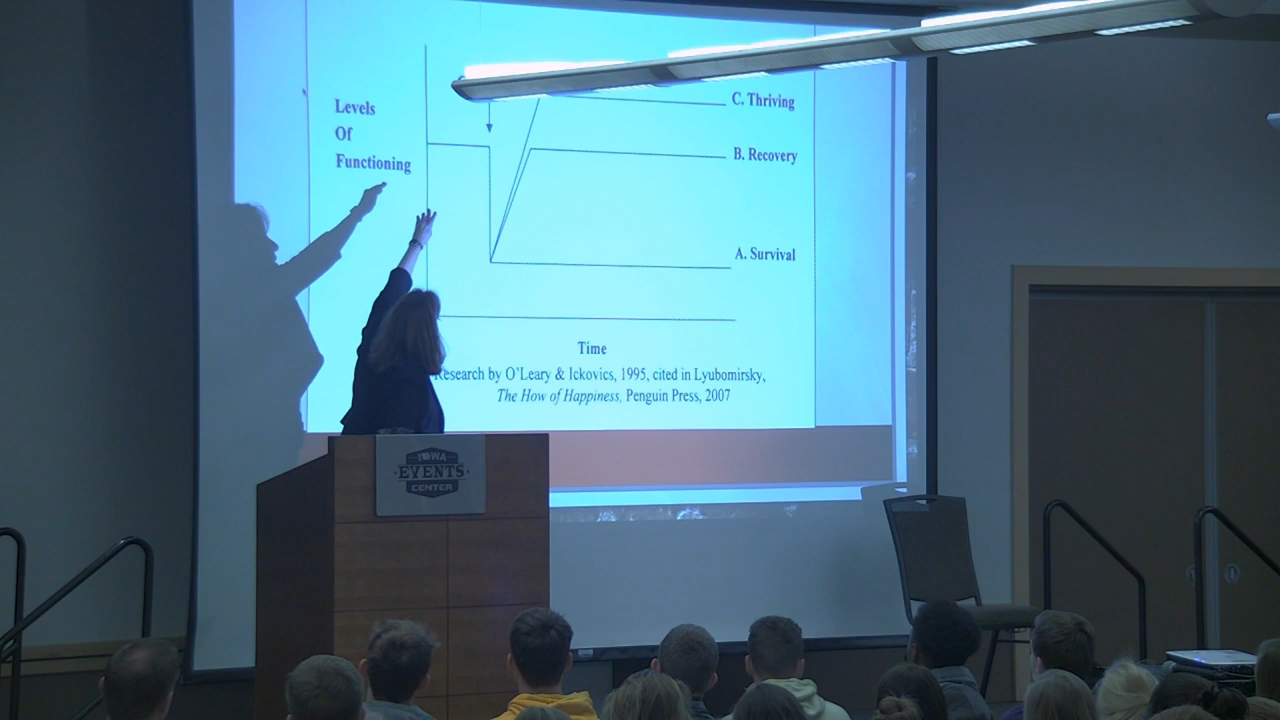 Levels
Of
Functioning
C. Thriving
B. Recovery
A. Survival
Time
Research by O'Leary & Ickovics, 1995, cited in Lyubomirsky,
The How of Happiness, Penguin Press, 2007
IOWA
EVENTS
CENTER